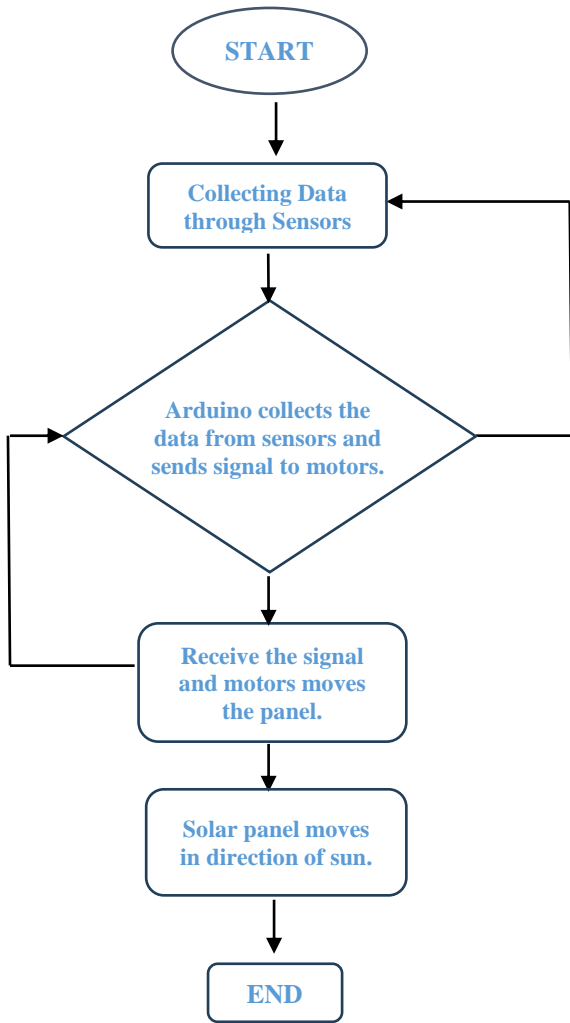 START
Collecting Data
through Sensors
Arduino collects the
data from sensors and
sends signal to motors.
Receive the signal
and motors moves
the panel.
Solar panel moves
in direction of sun.
END